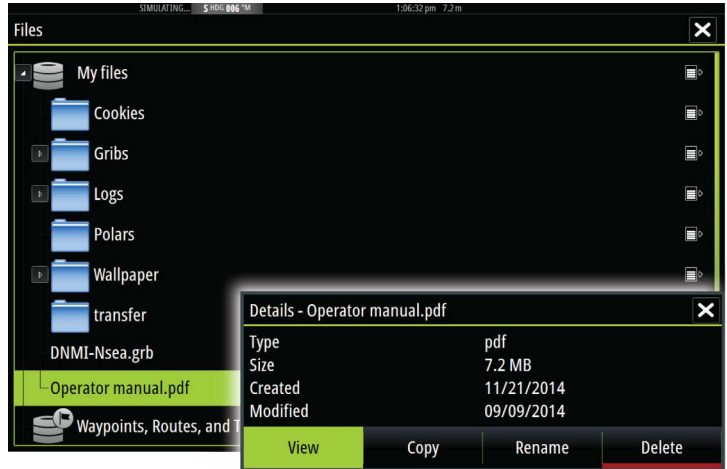 SIMULATING... S HDG 006 °M 1:06:32 pm 7.2 m
Files
My files
Cookies
Gribs
Logs
Polars
Wallpaper
transfer
DNMI-Nsea.grb
Operator manual.pdf
Waypoints, Routes, and T
Details - Operator manual.pdf
Type pdf
Size 7.2 MB
Created 11/21/2014
Modified 09/09/2014
View Copy Rename Delete